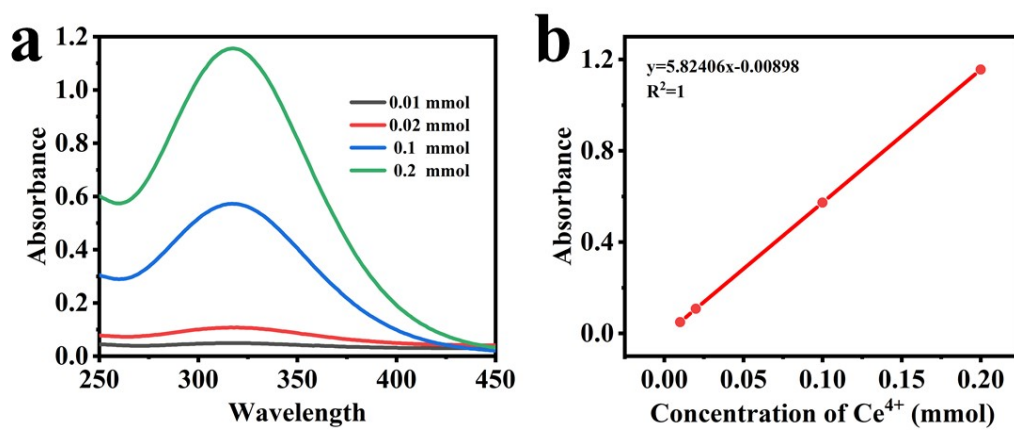 a
1.2
1.0
0.8
0.6
0.4
0.2
0.0
250
300
350
400
450
Absorbance
Wavelength
0.01 mmol
0.02 mmol
0.1 mmol
0.2 mmol
b
y=5.82406x-0.00898
R²=1
1.2
0.8
0.4
0.0
0.00
0.05
0.10
0.15
0.20
Absorbance
Concentration of Ce⁴⁺ (mmol)